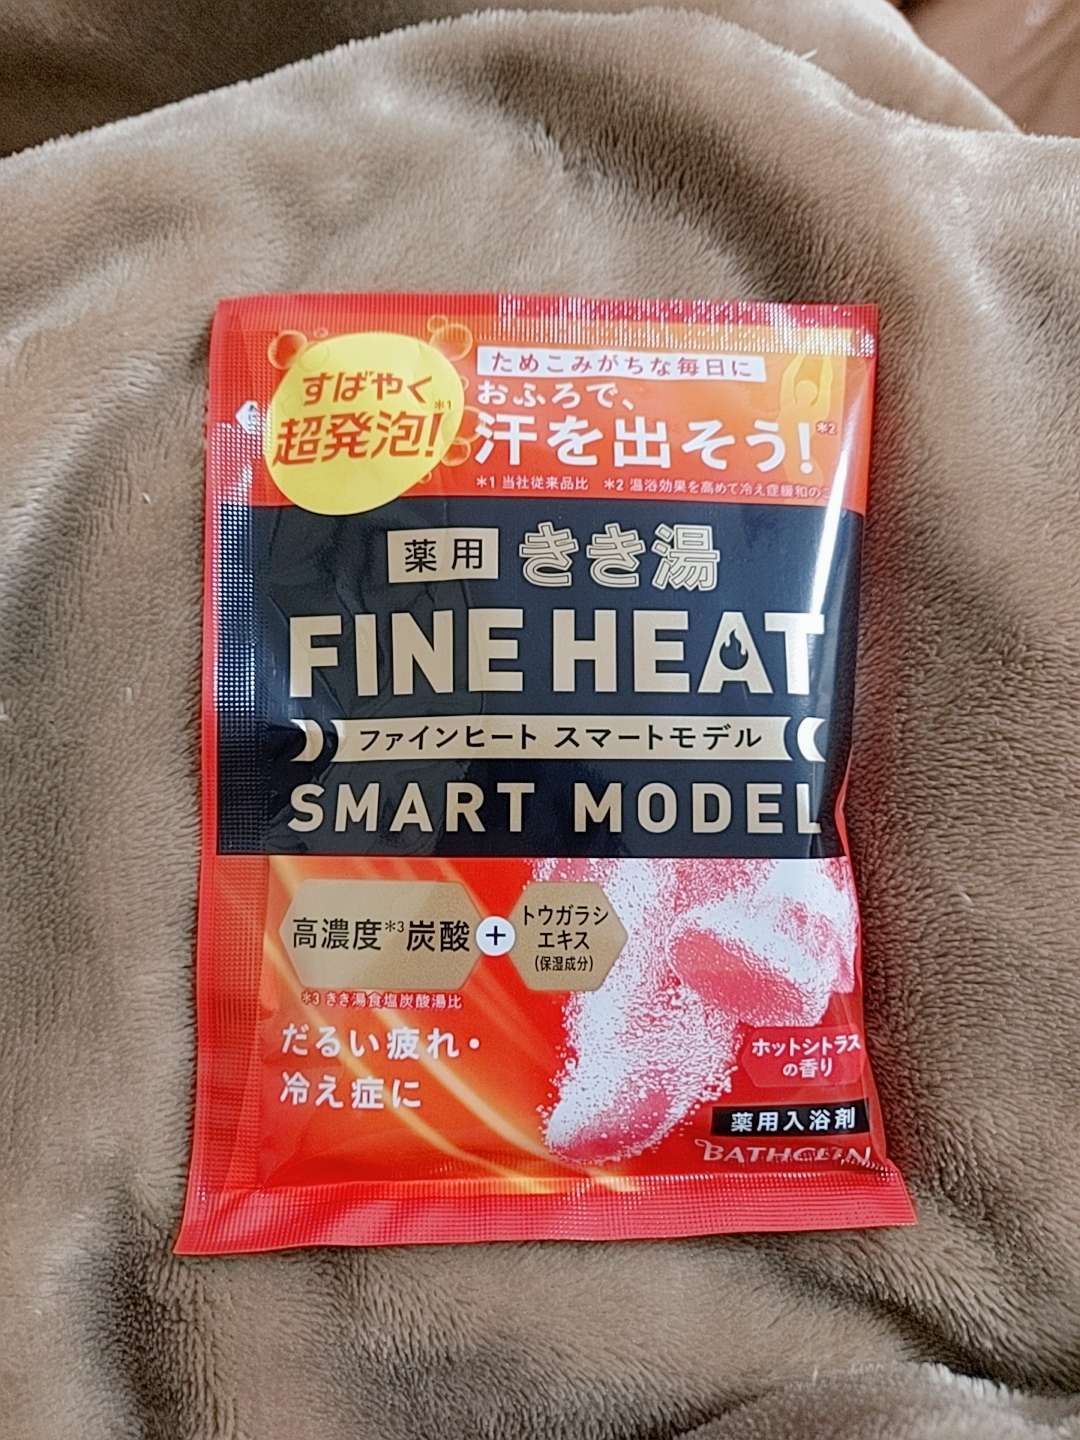 すばやく
超発泡!*1
ためこみがちな毎日に
おふろで、
汗を出そう!*2
*1 当社従来品比 *2 温浴効果を高めて冷え症緩和の
薬用 きき湯
FINE HEAT
ファインヒート スマートモデル
SMART MODEL
高濃度*3炭酸
+
トウガラシ
エキス
(保湿成分)
*3 きき湯食塩炭酸湯比
だるい疲れ・
冷え症に
ホットシトラス
の香り
薬用入浴剤
BATHCLIN